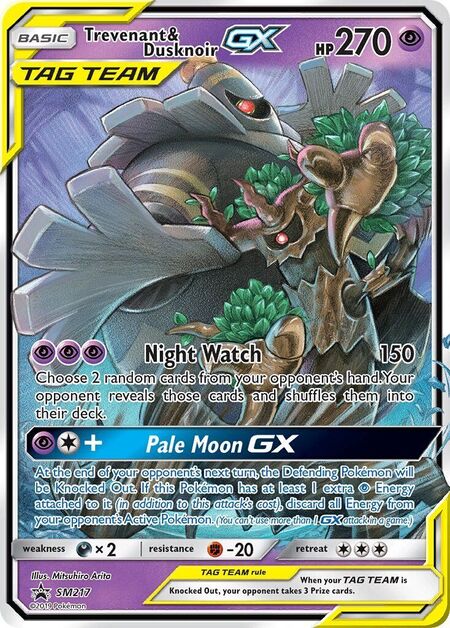 BASIC
Trevenant &
Dusknoir GX
HP 270
TAG TEAM
Night Watch 150
Choose 2 random cards from your opponent's hand. Your
opponent reveals those cards and shuffles them into
their deck.
+ Pale Moon GX
At the end of your opponent's next turn, the Defending Pokémon will
be Knocked Out. If this Pokémon has at least 1 extra Energy
attached to it (in addition to this attack's cost), discard all Energy from
your opponent's Active Pokémon. (You can't use more than 1 GX attack in a game.)
weakness ×2 resistance -20 retreat
Illus. Mitsuhiro Arita
PROMO SM217
©2019 Pokémon
TAG TEAM rule
When your TAG TEAM is
Knocked Out, your opponent takes 3 Prize cards.